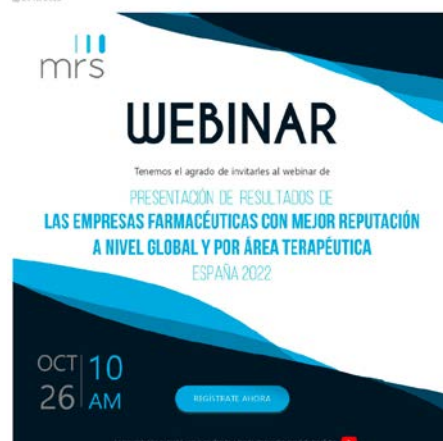 mrs
WEBINAR
Tenemos el agrado de invitarles al webinar de
PRESENTACIÓN DE RESULTADOS DE
LAS EMPRESAS FARMACÉUTICAS CON MEJOR REPUTACIÓN
A NIVEL GLOBAL Y POR ÁREA TERAPÉUTICA
ESPAÑA 2022
OCT 10
26 AM
REGISTRATE AHORA